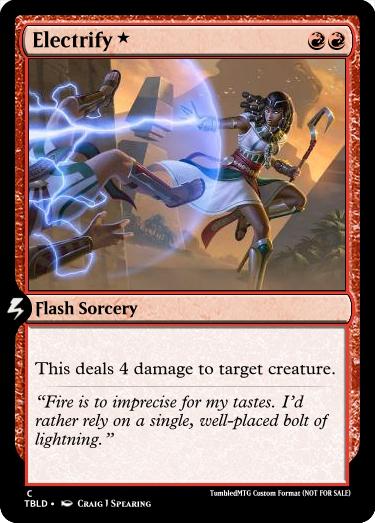 Electrify ★
Flash Sorcery
This deals 4 damage to target creature.
“Fire is to imprecise for my tastes. I’d
rather rely on a single, well-placed bolt of
lightning.”
C
TBLD • Craig J Spearing
TumbledMTG Custom Format (NOT FOR SALE)